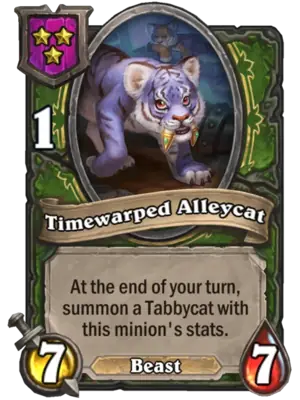 1
Timewarped Alleycat
At the end of your turn,
summon a Tabbycat with
this minion's stats.
7
Beast
7